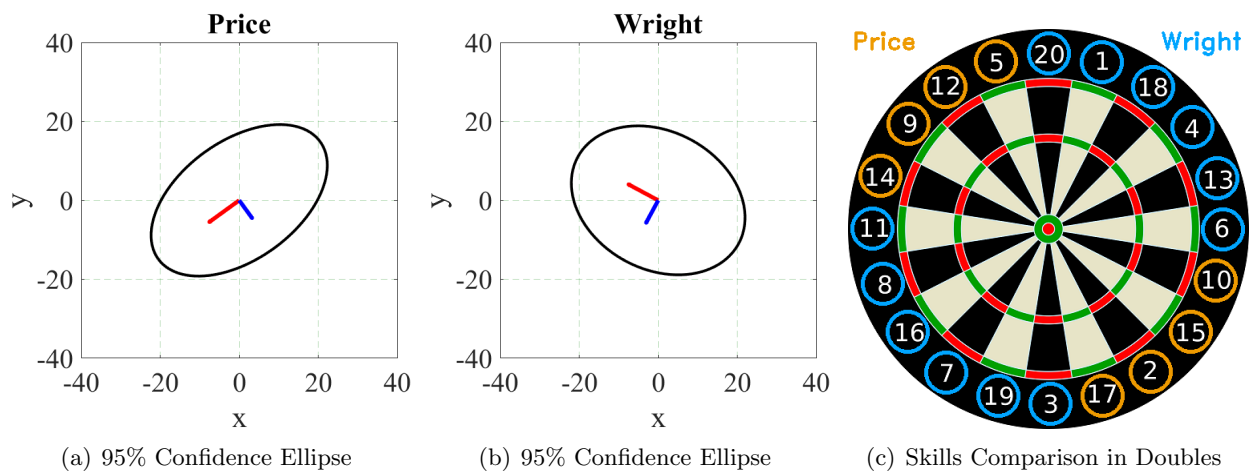 Price
40
20
0
-20
-40
y
-40 -20 0 20 40
x
(a) 95% Confidence Ellipse
Wright
40
20
0
-20
-40
y
-40 -20 0 20 40
x
(b) 95% Confidence Ellipse
Price
Wright
20
1
18
4
13
6
10
15
2
17
3
19
7
16
8
11
14
9
12
5
(c) Skills Comparison in Doubles